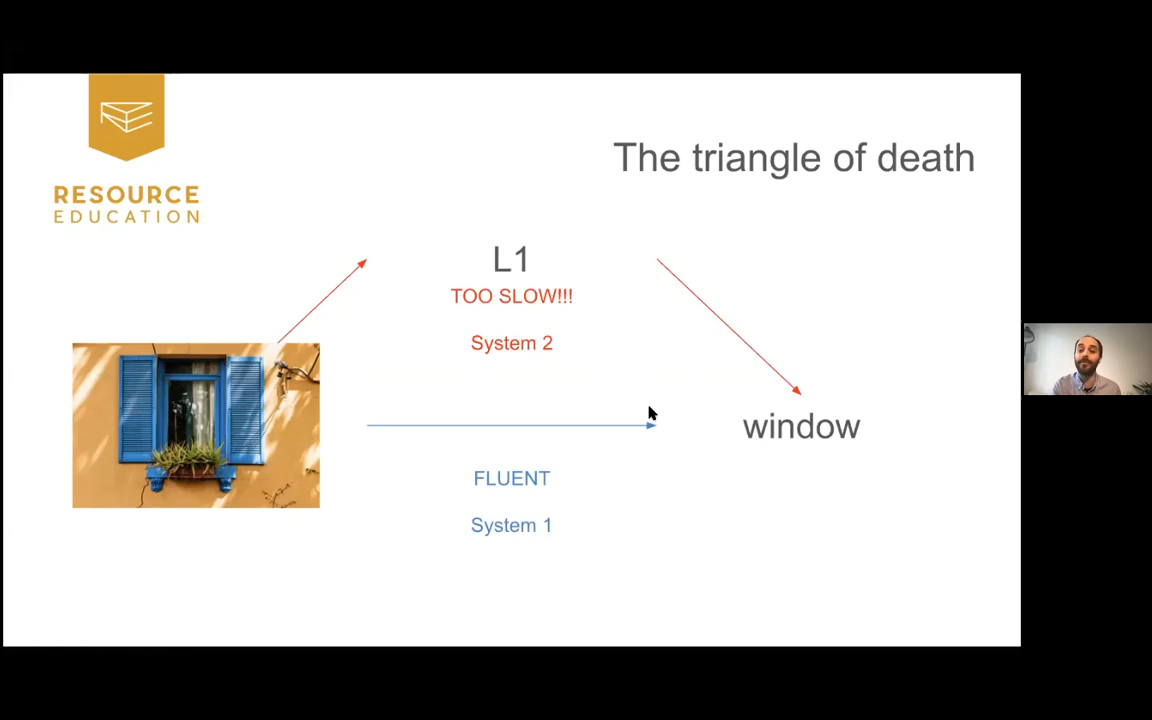 The triangle of death
RESOURCE
EDUCATION
L1
TOO SLOW!!!
System 2
window
FLUENT
System 1